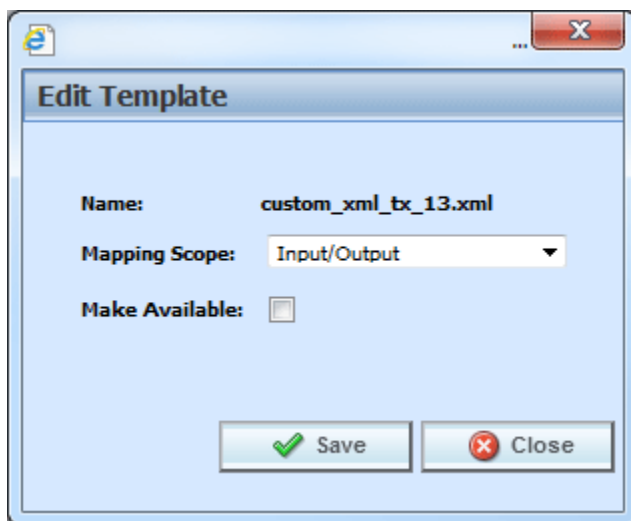 ...
Edit Template
Name: custom_xml_tx_13.xml
Mapping Scope: Input/Output
Make Available:
Save Close